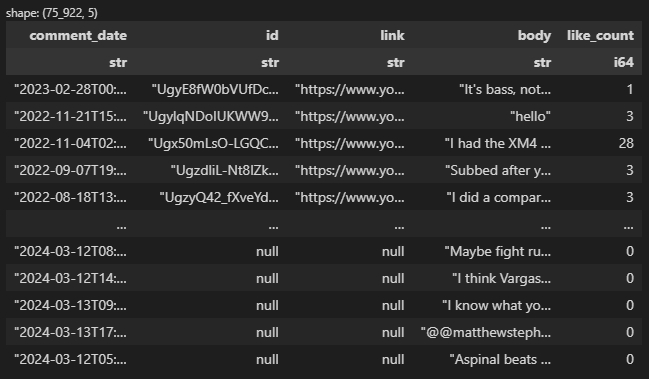 shape: (75_922, 5)
comment_date id link body like_count
str str str str i64
"2023-02-28T00:... "UgyE8fW0bVUfDc... "https://www.yo... "It's bass, not... 1
"2022-11-21T15:... "UgyIqNDoIUKWW9... "https://www.yo... "hello" 3
"2022-11-04T02:... "Ugx50mLsO-LGQC... "https://www.yo... "I had the XM4 ... 28
"2022-09-07T19:... "UgzdliL-Nt8lZk... "https://www.yo... "Subbed after y... 3
"2022-08-18T13:... "UgzyQ42_fXveYd... "https://www.yo... "I did a compar... 3
... ... ... ... ...
"2024-03-12T08:... null null "Maybe fight ru... 0
"2024-03-12T14:... null null "I think Vargas... 0
"2024-03-13T09:... null null "I know what yo... 0
"2024-03-13T17:... null null "@@matthewsteph... 0
"2024-03-12T05:... null null "Aspinal beats ... 0